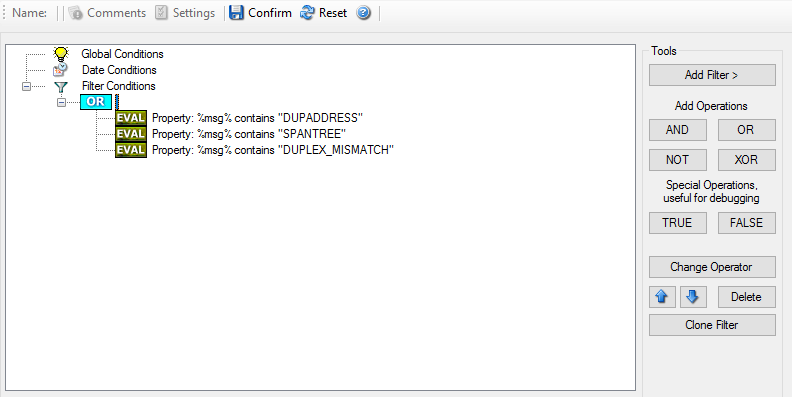 Name: Comments Settings Confirm Reset ?
Global Conditions
Date Conditions
Filter Conditions
OR
EVAL Property: %msg% contains "DUPADDRESS"
EVAL Property: %msg% contains "SPANTREE"
EVAL Property: %msg% contains "DUPLEX_MISMATCH"
Tools
Add Filter >
Add Operations
AND OR
NOT XOR
Special Operations,
useful for debugging
TRUE FALSE
Change Operator
Delete
Clone Filter